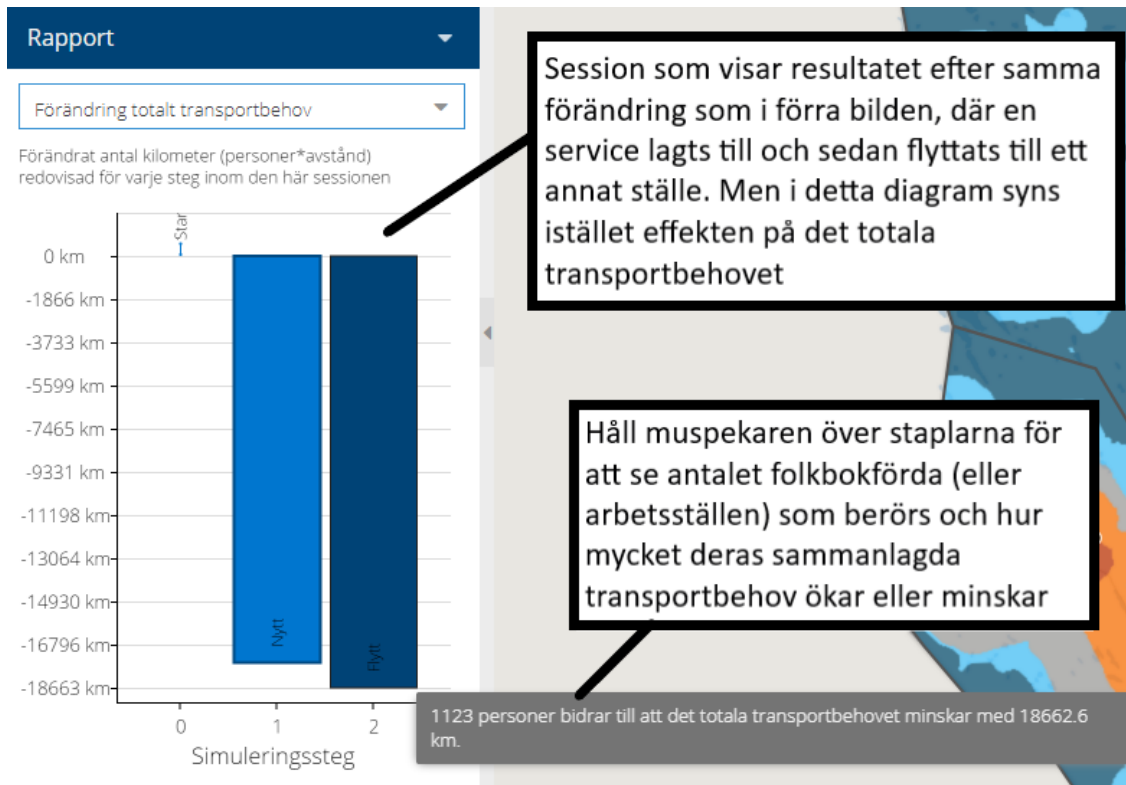 Rapport
Förändring totalt transportbehov
Förändrat antal kilometer (personer*avstånd)
redovisad för varje steg inom den här sessionen
Star
0 km
-1866 km
-3733 km
-5599 km
-7465 km
-9331 km
-11198 km
-13064 km
-14930 km
-16796 km
-18663 km
Nytt
Flytt
0 1 2
Simuleringssteg
Session som visar resultatet efter samma
förändring som i förra bilden, där en
service lagts till och sedan flyttats till ett
annat ställe. Men i detta diagram syns
istället effekten på det totala
transportbehovet
Håll muspekaren över staplarna för
att se antalet folkbokförda (eller
arbetsställen) som berörs och hur
mycket deras sammanlagda
transportbehov ökar eller minskar
1123 personer bidrar till att det totala transportbehovet minskar med 18662.6
km.